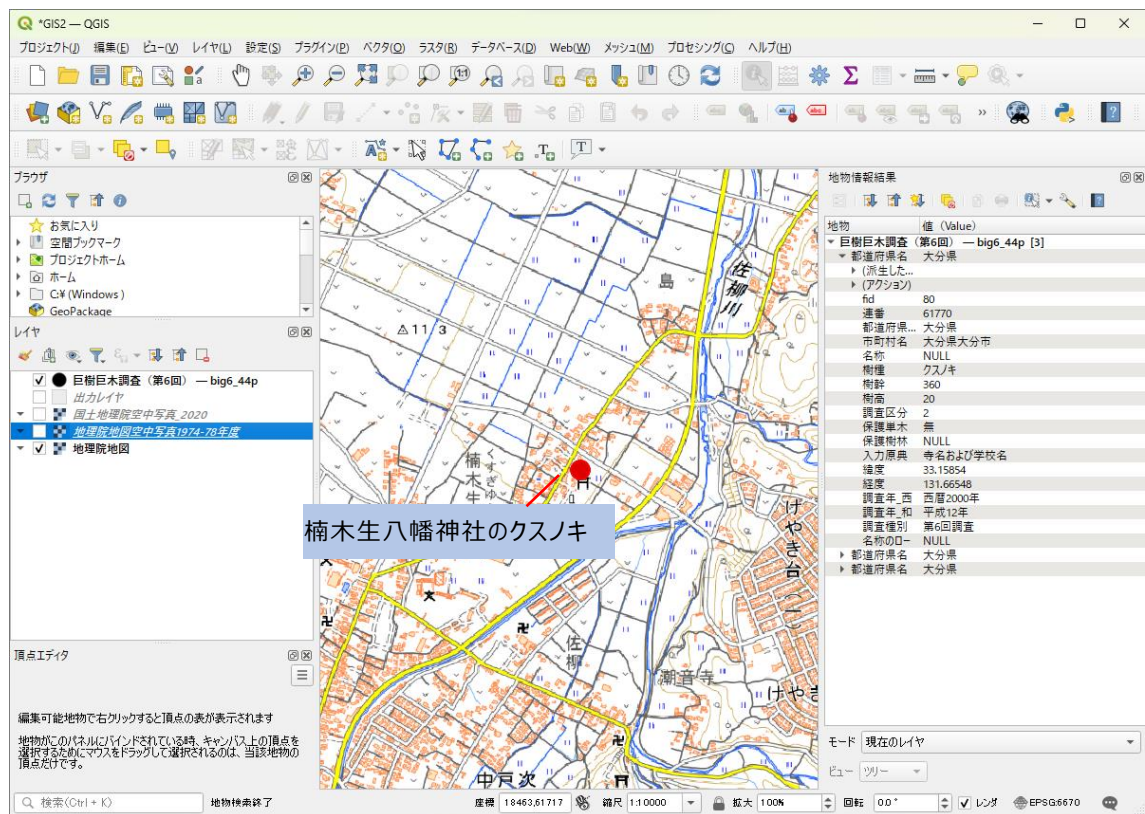 *GIS2 — QGIS
プロジェクト(J) 編集(E) ビュー(V) レイヤ(L) 設定(S) プラグイン(P) ベクタ(O) ラスタ(R) データベース(D) Web(W) メッシュ(M) プロセシング(C) ヘルプ(H)
ブラウザ
お気に入り
空間ブックマーク
プロジェクトホーム
ホーム
C:¥ (Windows)
GeoPackage
レイヤ
巨樹巨木調査（第6回） — big6_44p
出力レイヤ
国土地理院空中写真_2020
地理院地図空中写真1974-78年度
地理院地図
頂点エディタ
編集可能地物で右クリックすると頂点の表が表示されます
地物がこのパネルにバインドされている時、キャンバス上の頂点を
選択するためにマウスをドラッグして選択されるのは、当該地物の
頂点だけです。
佐柳川
島
11 3
楠木生
くすぎゅ
楠木生八幡神社のクスノキ
けやき台(一)
佐柳
潮音寺
けやき
中戸次
地物情報結果
地物 値（Value）
巨樹巨木調査（第6回） — big6_44p [3]
都道府県名 大分県
(派生した...
(アクション)
fid 80
連番 61770
都道府県... 大分県
市町村名 大分県大分市
名称 NULL
樹種 クスノキ
樹幹 360
樹高 20
調査区分 2
保護単木 無
保護樹林 NULL
入力原典 寺名および学校名
緯度 33.15854
経度 131.66548
調査年_西 西暦2000年
調査年_和 平成12年
調査種別 第6回調査
名称のロー NULL
都道府県名 大分県
都道府県名 大分県
モード 現在のレイヤ
ビュー ツリー
検索(Ctrl + K) 地物検索終了 座標 18463,61717 縮尺 1:10000 拡大 100% 回転 0.0 ° レンダ EPSG:6670